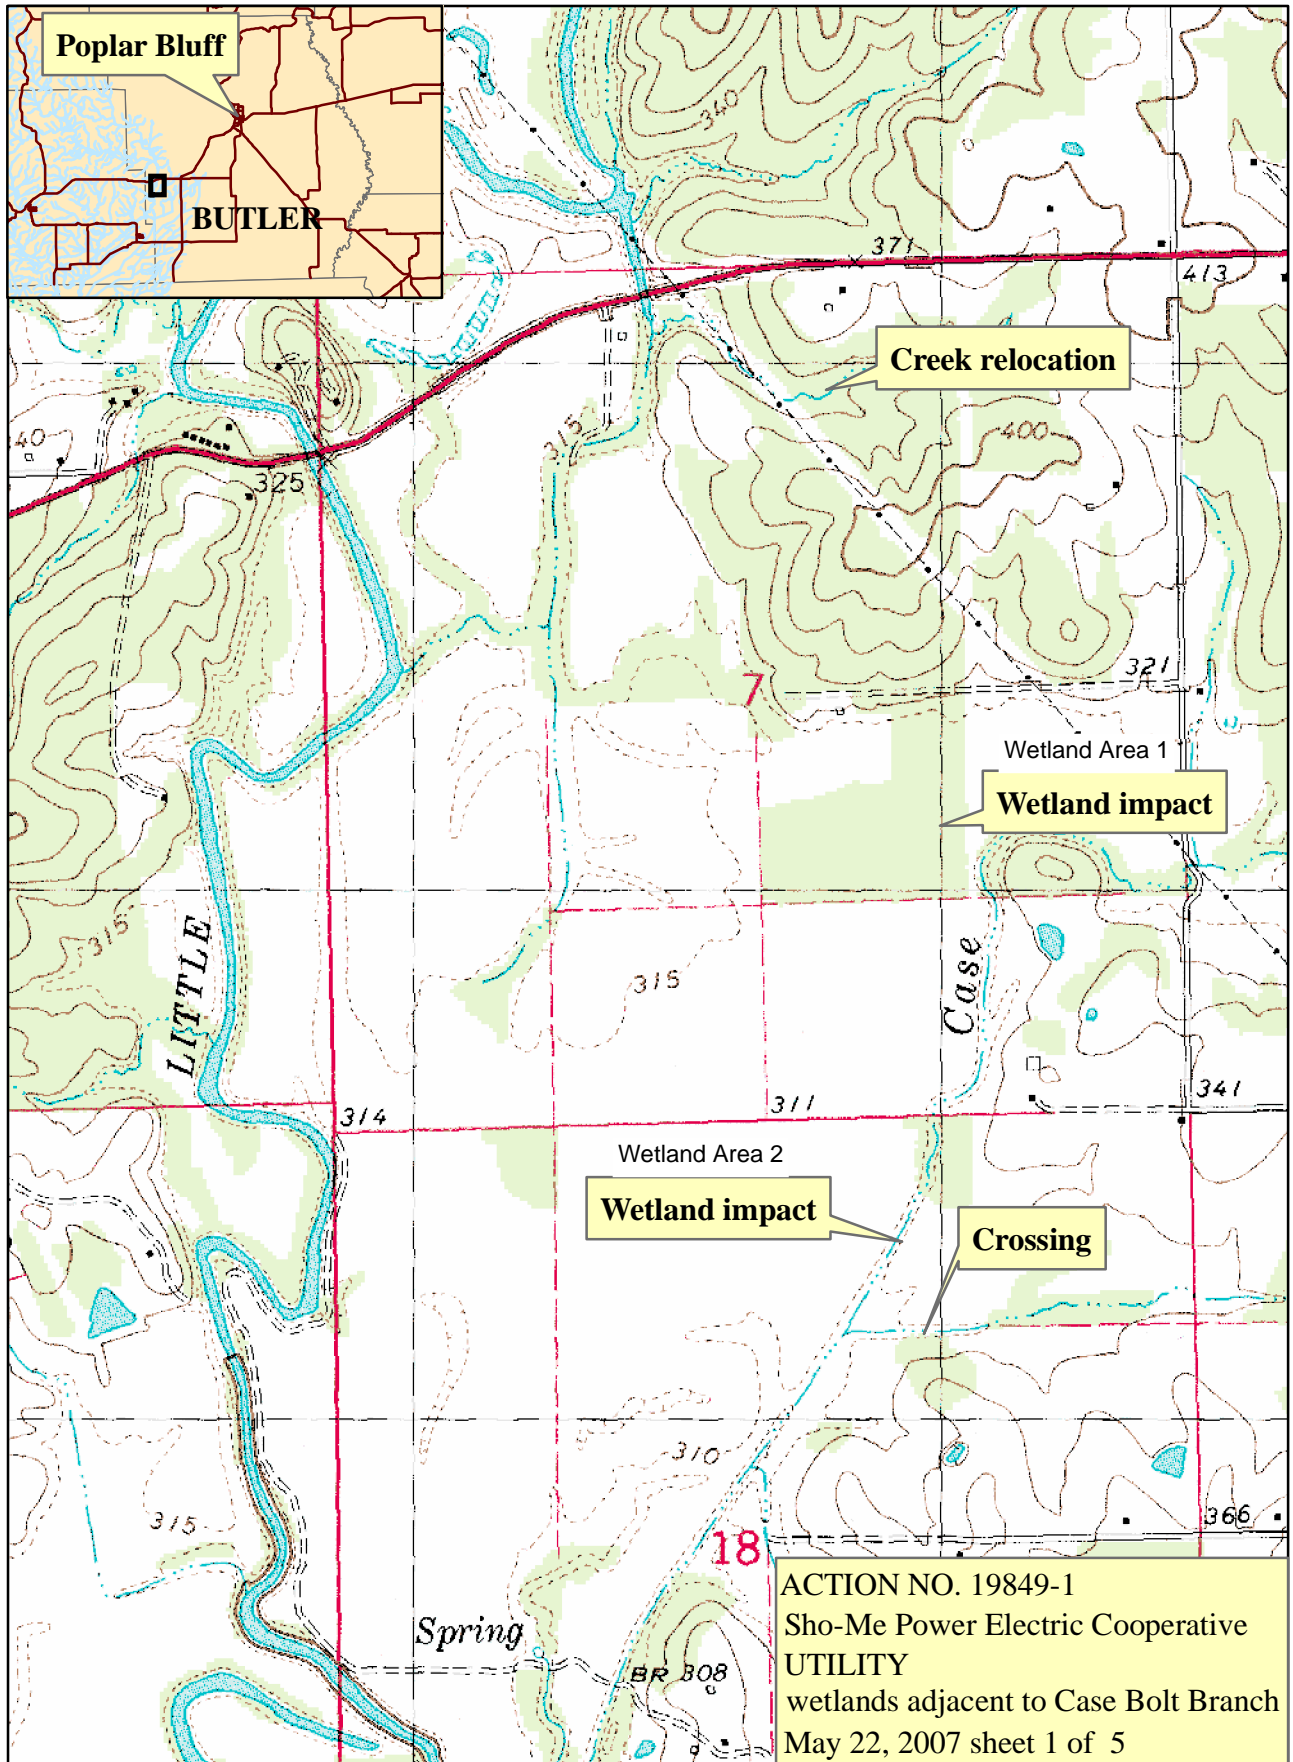 Poplar Bluff
BUTLER
340
371
413
Creek relocation
315
400
40
325
321
7
Wetland Area 1
Wetland impact
315
LITTLE
315
Case
314
311
341
Wetland Area 2
Wetland impact
Crossing
310
315
18
366
Spring
BR 308
ACTION NO. 19849-1
Sho-Me Power Electric Cooperative
UTILITY
wetlands adjacent to Case Bolt Branch
May 22, 2007 sheet 1 of 5